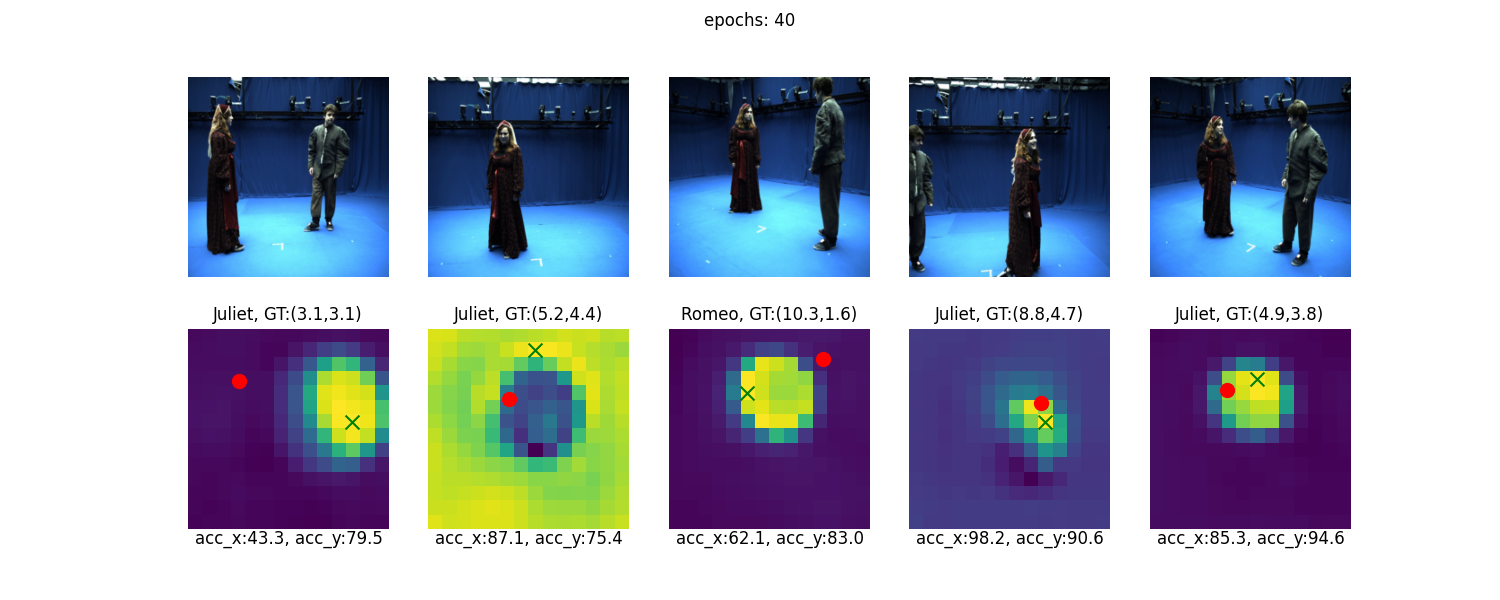 epochs: 40
Juliet, GT:(3.1,3.1)
Juliet, GT:(5.2,4.4)
Romeo, GT:(10.3,1.6)
Juliet, GT:(8.8,4.7)
Juliet, GT:(4.9,3.8)
acc_x:43.3, acc_y:79.5
acc_x:87.1, acc_y:75.4
acc_x:62.1, acc_y:83.0
acc_x:98.2, acc_y:90.6
acc_x:85.3, acc_y:94.6